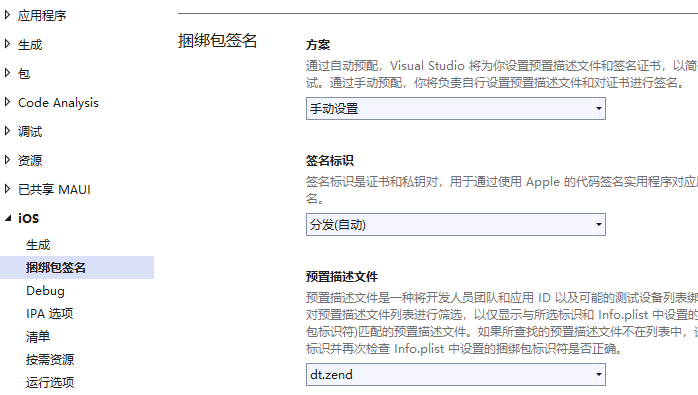 应用程序
生成
包
Code Analysis
调试
资源
已共享 MAUI
iOS
生成
捆绑包签名
Debug
IPA 选项
清单
按需资源
运行选项
捆绑包签名
方案
通过自动预配，Visual Studio 将为你设置预置描述文件和签名证书，以简
试。通过手动预配，你将负责自行设置预置描述文件和对证书进行签名。
手动设置
签名标识
签名标识是证书和私钥对，用于通过使用 Apple 的代码签名实用程序对应
名。
分发(自动)
预置描述文件
预置描述文件是一种将开发人员团队和应用 ID 以及可能的测试设备列表绑
对预置描述文件列表进行筛选，以仅显示与所选标识和 Info.plist 中设置的
包标识符)匹配的预置描述文件。如果所查找的预置描述文件不在列表中，
标识并再次检查 Info.plist 中设置的捆绑包标识符是否正确。
dt.zend